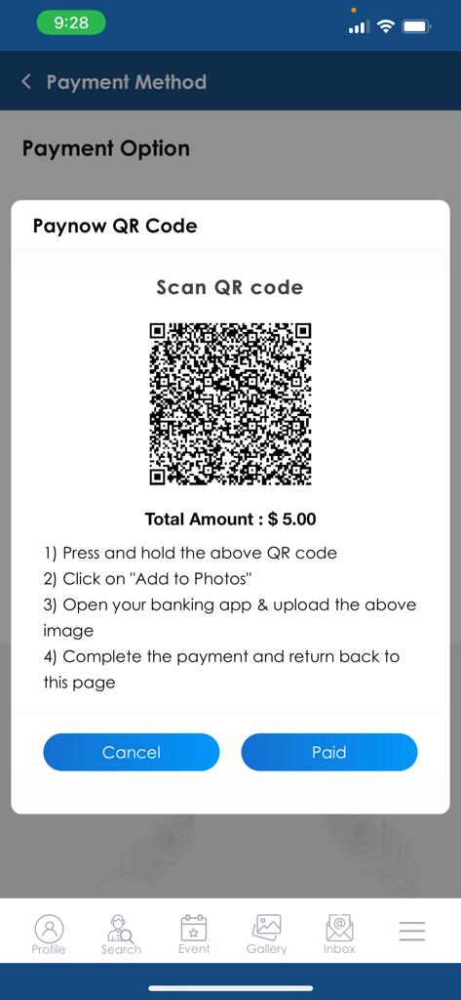 9:28
Payment Method
Payment Option
Paynow QR Code
Scan QR code
Total Amount : $ 5.00
1) Press and hold the above QR code
2) Click on "Add to Photos"
3) Open your banking app & upload the above
image
4) Complete the payment and return back to
this page
Cancel Paid
Profile Search Event Gallery Inbox